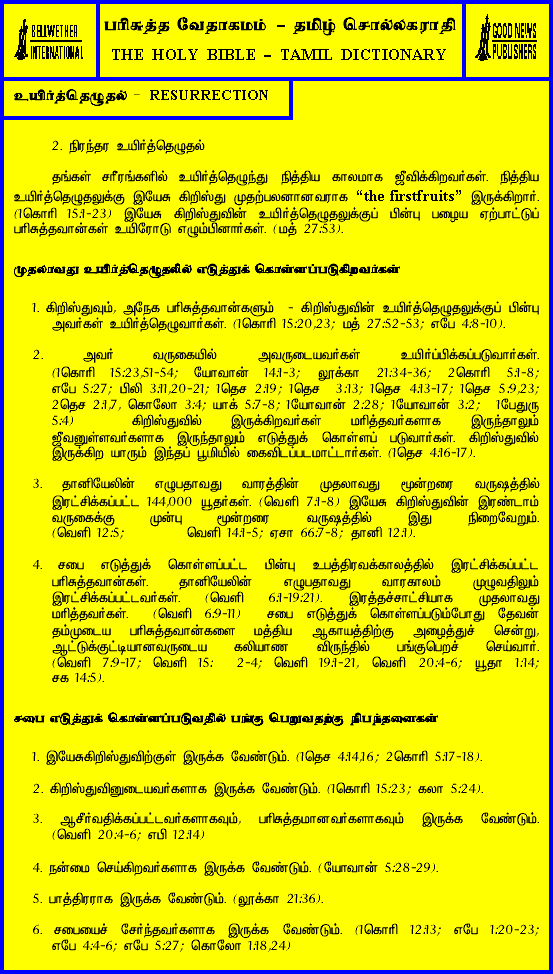 BELLWETHER
INTERNATIONAL
பரிசுத்த வேதாகமம் - தமிழ் சொல்லகராதி
THE HOLY BIBLE – TAMIL DICTIONARY
GOOD NEWS
PUBLISHERS
உயிர்த்தெழுதல் - RESURRECTION
2. நிரந்தர உயிர்த்தெழுதல்
தங்கள் சரீரங்களில் உயிர்த்தெழுந்து நித்திய காலமாக ஜீவிக்கிறவர்கள். நித்திய
உயிர்த்தெழுதலுக்கு இயேசு கிறிஸ்து முதற்பலனானவராக “the firstfruits” இருக்கிறார்.
(1கொரி 15:1-23) இயேசு கிறிஸ்துவின் உயிர்த்தெழுதலுக்குப் பின்பு பழைய ஏற்பாட்டுப்
பரிசுத்தவான்கள் உயிரோடு எழும்பினார்கள். (மத் 27:53).
முதலாவது உயிர்த்தெழுதலில் எடுத்துக் கொள்ளப்படுகிறவர்கள்
1. கிறிஸ்துவும், அநேக பரிசுத்தவான்களும் - கிறிஸ்துவின் உயிர்த்தெழுதலுக்குப் பின்பு
அவர்கள் உயிர்த்தெழுவார்கள். (1கொரி 15:20,23; மத் 27:52-53; எபே 4:8-10).
2. அவர் வருகையில் அவருடையவர்கள் உயிர்ப்பிக்கப்படுவார்கள்.
(1கொரி 15:23,51-54; யோவான் 14:1-3; லூக்கா 21:34-36; 2கொரி 5:1-8;
எபே 5:27; பிலி 3:11,20-21; 1தெச 2:19; 1தெச 3:13; 1தெச 4:13-17; 1தெச 5:9,23;
2தெச 2:1,7, கொலோ 3:4; யாக் 5:7-8; 1யோவான் 2:28; 1யோவான் 3:2; 1பேதுரு
5:4) கிறிஸ்துவில் இருக்கிறவர்கள் மரித்தவர்களாக இருந்தாலும்
ஜீவனுள்ளவர்களாக இருந்தாலும் எடுத்துக் கொள்ளப் படுவார்கள். கிறிஸ்துவில்
இருக்கிற யாரும் இந்தப் பூமியில் கைவிடப்படமாட்டார்கள். (1தெச 4:16-17).
3. தானியேலின் எழுபதாவது வாரத்தின் முதலாவது மூன்றரை வருஷத்தில்
இரட்சிக்கப்பட்ட 144,000 யூதர்கள். (வெளி 7:1-8) இயேசு கிறிஸ்துவின் இரண்டாம்
வருகைக்கு முன்பு மூன்றரை வருஷத்தில் இது நிறைவேறும்.
(வெளி 12:5; வெளி 14:1-5; ஏசா 66:7-8; தானி 12:1).
4. சபை எடுத்துக் கொள்ளப்பட்ட பின்பு உபத்திரவக்காலத்தில் இரட்சிக்கப்பட்ட
பரிசுத்தவான்கள். தானியேலின் எழுபதாவது வாரகாலம் முழுவதிலும்
இரட்சிக்கப்பட்டவர்கள். (வெளி 6:1-19:21). இரத்தச்சாட்சியாக முதலாவது
மரித்தவர்கள். (வெளி 6:9-11) சபை எடுத்துக் கொள்ளப்படும்போது தேவன்
தம்முடைய பரிசுத்தவான்களை மத்திய ஆகாயத்திற்கு அழைத்துச் சென்று,
ஆட்டுக்குட்டியானவருடைய கலியாண விருந்தில் பங்குபெறச் செய்வார்.
(வெளி 7:9-17; வெளி 15: 2-4; வெளி 19:1-21, வெளி 20:4-6; யூதா 1:14;
சக 14:5).
சபை எடுத்துக் கொள்ளப்படுவதில் பங்கு பெறுவதற்கு நிபந்தனைகள்
1. இயேசுகிறிஸ்துவிற்குள் இருக்க வேண்டும். (1தெச 4:14,16; 2கொரி 5:17-18).
2. கிறிஸ்துவினுடையவர்களாக இருக்க வேண்டும். (1கொரி 15:23; கலா 5:24).
3. ஆசீர்வதிக்கப்பட்டவர்களாகவும், பரிசுத்தமானவர்களாகவும் இருக்க வேண்டும்.
(வெளி 20:4-6; எபி 12:14)
4. நன்மை செய்கிறவர்களாக இருக்க வேண்டும். (யோவான் 5:28-29).
5. பாத்திரராக இருக்க வேண்டும். (லூக்கா 21:36).
6. சபையைச் சேர்ந்தவர்களாக இருக்க வேண்டும். (1கொரி 12:13; எபே 1:20-23;
எபே 4:4-6; எபே 5:27; கொலோ 1:18,24)